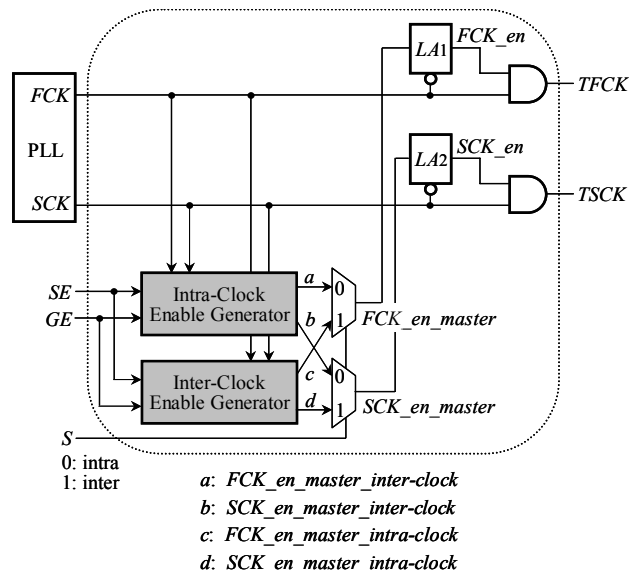 FCK_en
LA1
TFCK
FCK
PLL
SCK_en
LA2
TSCK
SCK
SE
GE
Intra-Clock
Enable Generator
a
b
0
1
FCK_en_master
Inter-Clock
Enable Generator
c
d
0
1
SCK_en_master
S
0: intra
1: inter
a: FCK_en_master_inter-clock
b: SCK_en_master_inter-clock
c: FCK_en_master_intra-clock
d: SCK_en_master_intra-clock